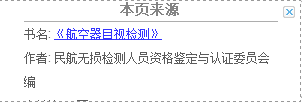 本页来源
书名:《航空器目视检测》
作者: 民航无损检测人员资格鉴定与认证委员会
编